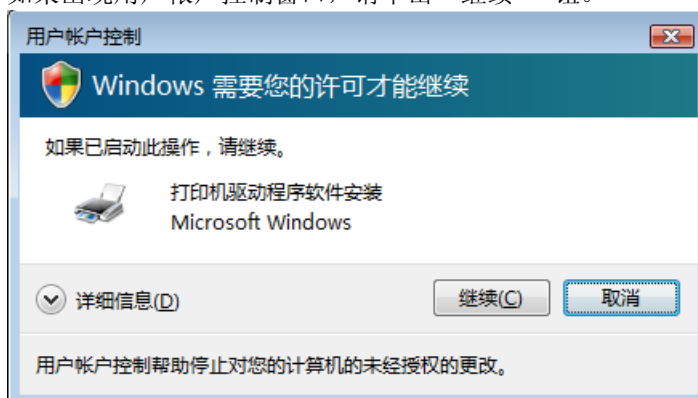 用户帐户控制
Windows 需要您的许可才能继续
如果已启动此操作，请继续。
打印机驱动程序软件安装
Microsoft Windows
详细信息(D)
继续(C)
取消
用户帐户控制帮助停止对您的计算机的未经授权的更改。